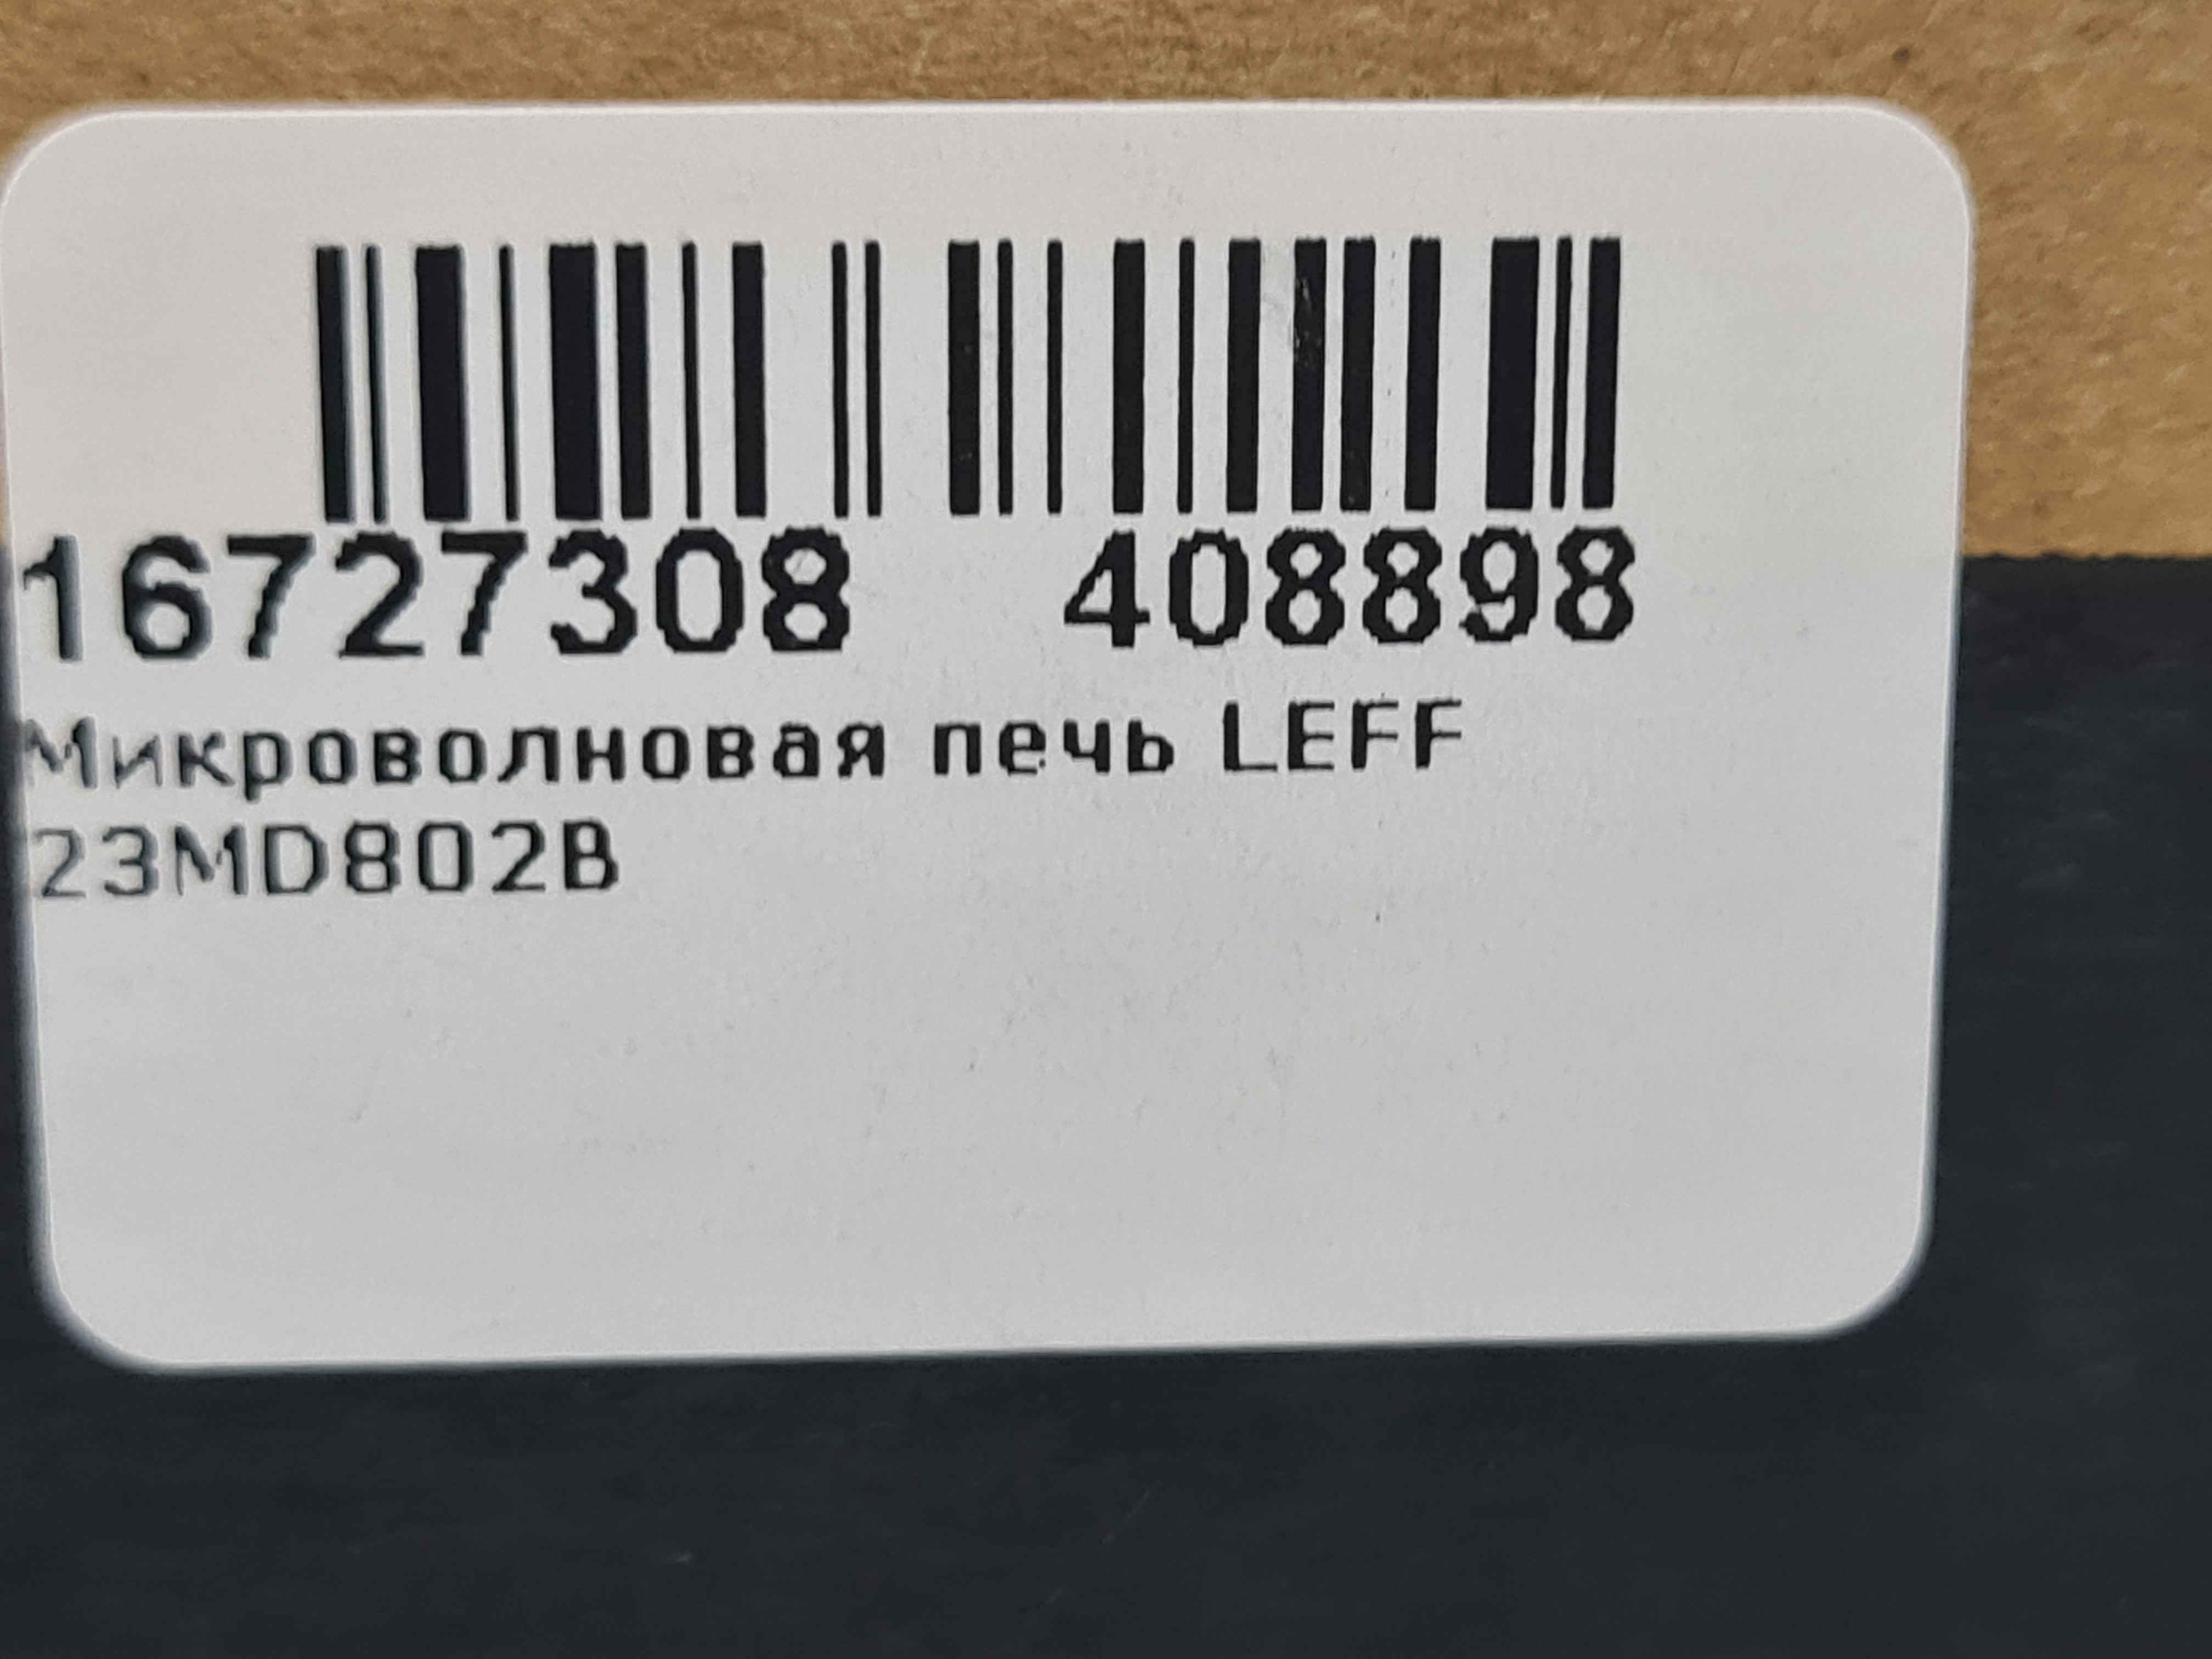 16727308 408898
Микроволновая печь LEFF
23MD802B